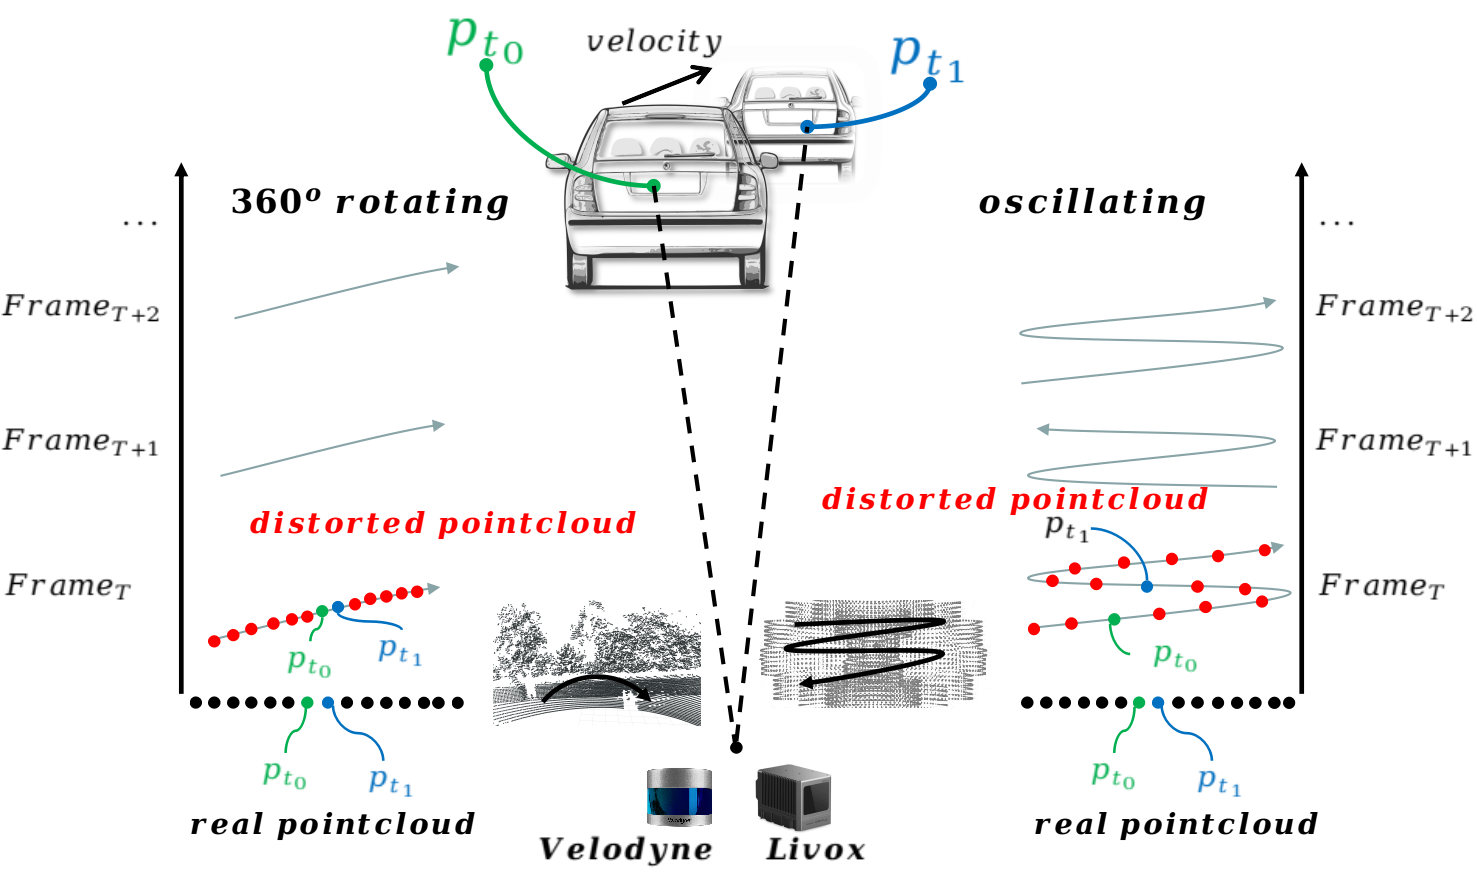 p_{t_0}
velocity
p_{t_1}
360° rotating
oscillating
...
...
Frame_{T+2}
Frame_{T+2}
Frame_{T+1}
Frame_{T+1}
distorted pointcloud
distorted pointcloud
p_{t_1}
Frame_T
Frame_T
p_{t_0}
p_{t_1}
p_{t_0}
p_{t_0}
p_{t_1}
p_{t_0}
p_{t_1}
real pointcloud
real pointcloud
Velodyne
Livox